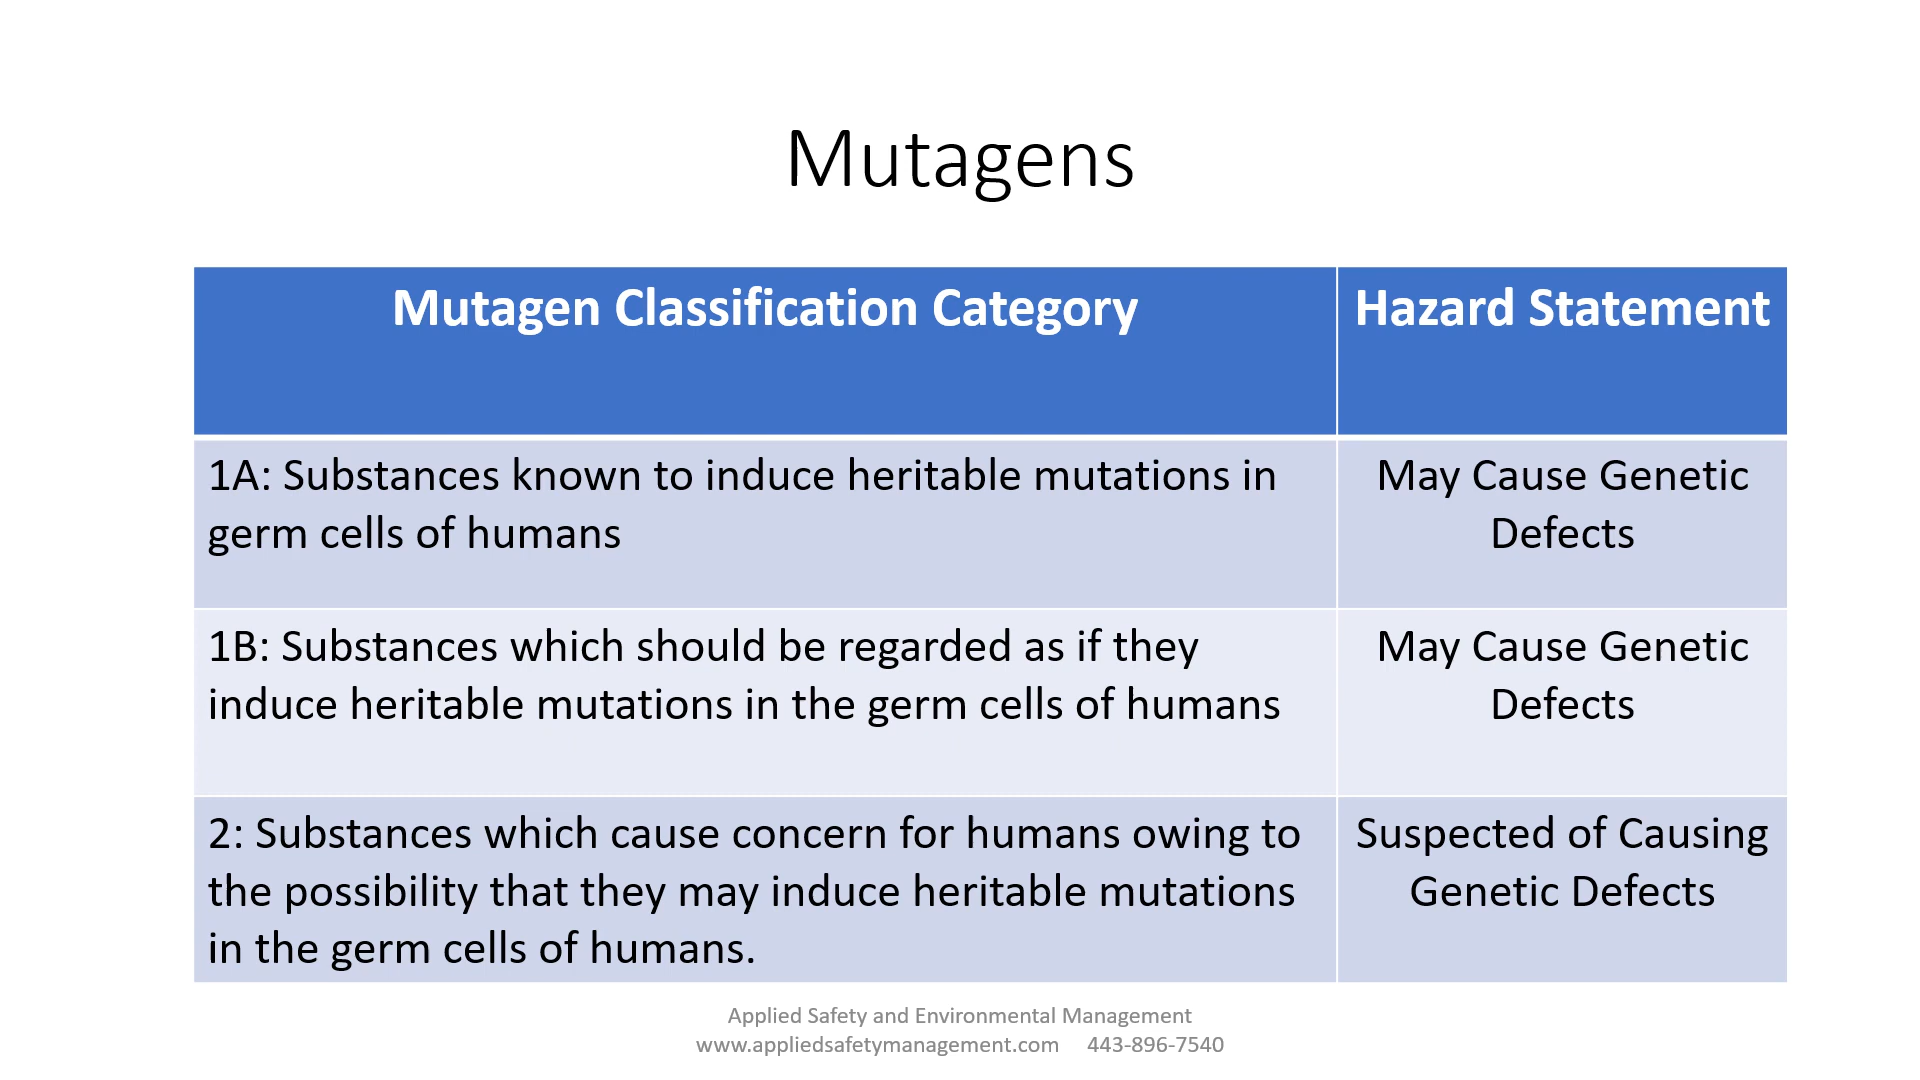 Mutagens
Mutagen Classification Category
Hazard Statement
1A: Substances known to induce heritable mutations in
germ cells of humans
May Cause Genetic
Defects
1B: Substances which should be regarded as if they
induce heritable mutations in the germ cells of humans
May Cause Genetic
Defects
2: Substances which cause concern for humans owing to
the possibility that they may induce heritable mutations
in the germ cells of humans.
Suspected of Causing
Genetic Defects
Applied Safety and Environmental Management
www.appliedsafetymanagement.com 443-896-7540